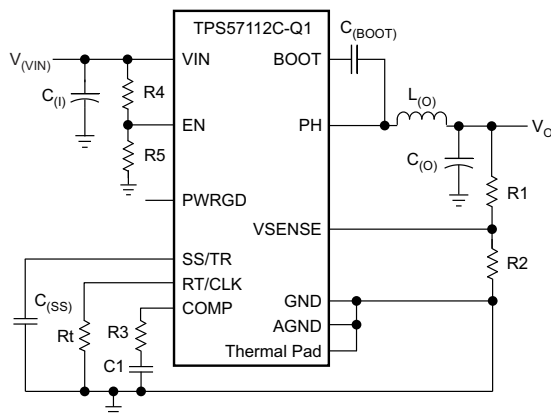 TPS57112C-Q1
C(BOOT)
V(VIN)
VIN
BOOT
C(I)
R4
L(O)
EN
PH
VO
R5
C(O)
R1
PWRGD
VSENSE
R2
SS/TR
RT/CLK
C(SS)
COMP
GND
Rt
R3
AGND
C1
Thermal Pad